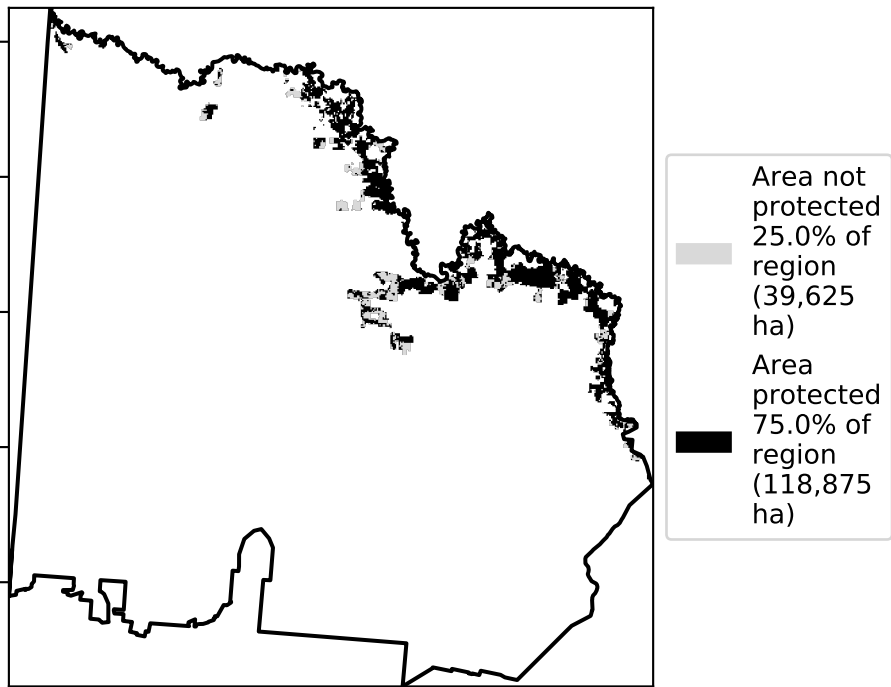 Area not
protected
25.0% of
region
(39,625
ha)
Area
protected
75.0% of
region
(118,875
ha)